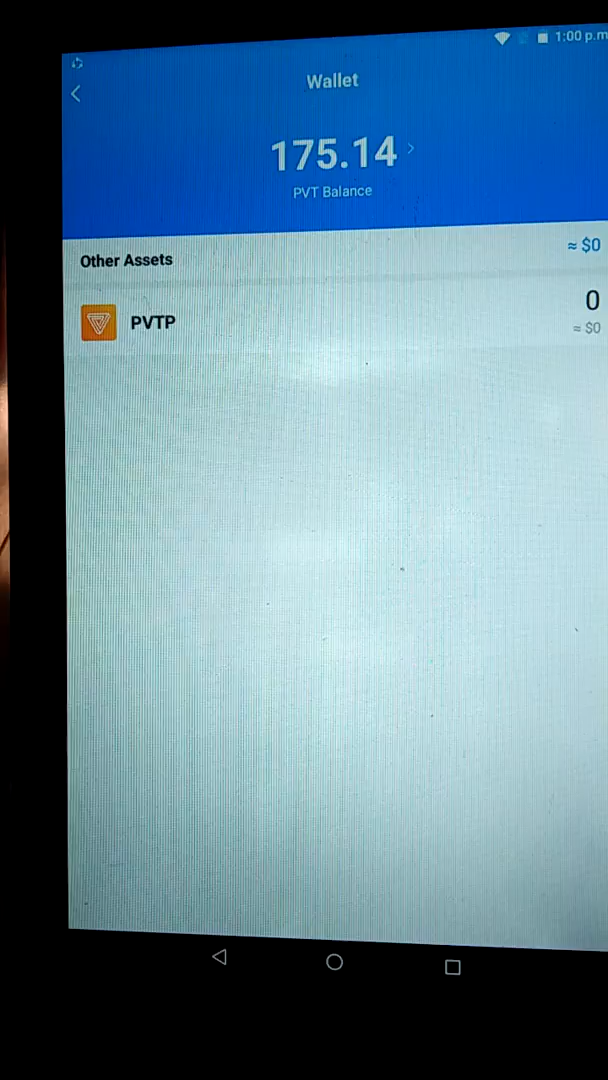 1:00 p.m
Wallet
175.14 >
PVT Balance
Other Assets
≈ $0
PVTP
0
≈ $0